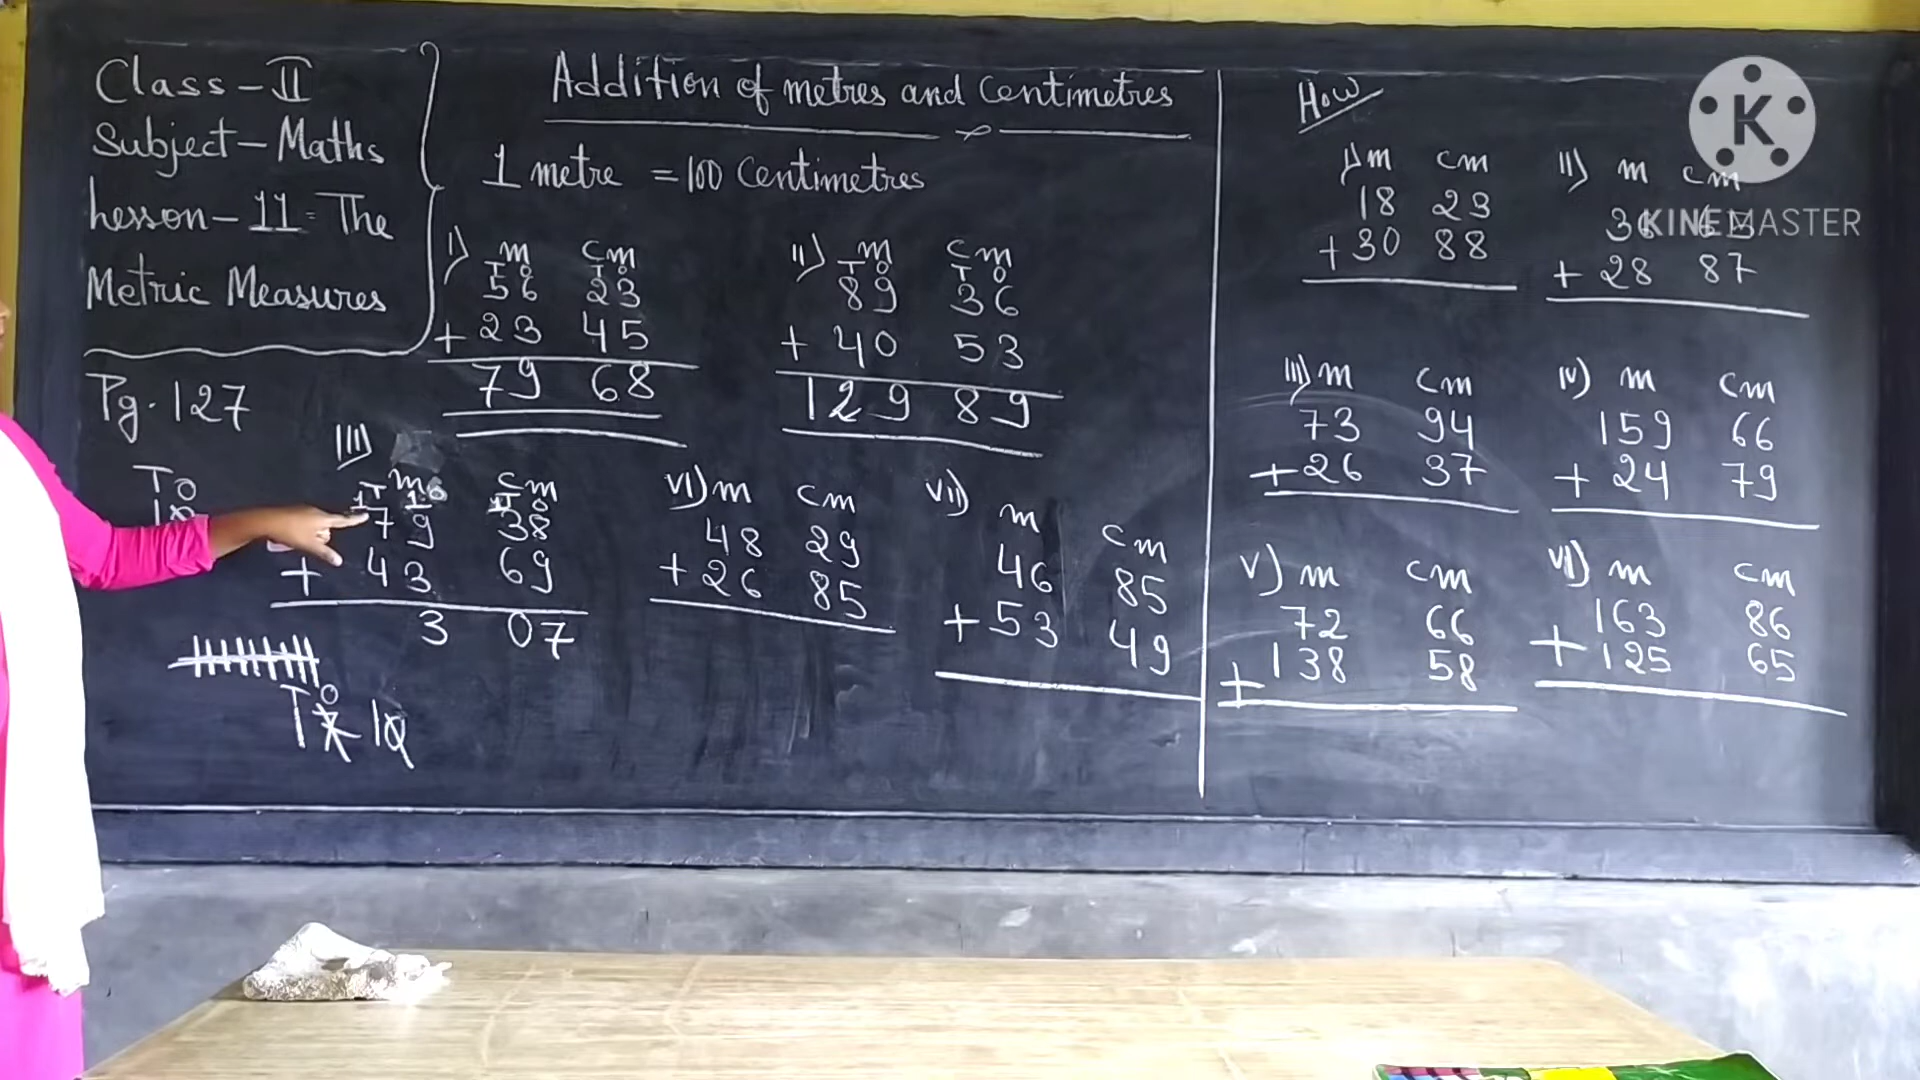 Class-II
Subject-Maths
Lesson-11=The
Metric Measures
Pg. 127
Addition of metres and Centimetres
1 metre = 100 Centimetres
I) m cm
T O T O
56 23
+ 23 45
79 68
II) m cm
T O T O
89 36
+ 40 53
129 89
III)
m cm
T O T O
1 1 1
79 38
+ 43 69
3 07
T O
T O
10
VI) m cm
48 29
+ 26 85
VII) m cm
46 85
+ 53 49
How
I) m cm
18 23
+ 30 88
II) m cm
+ 28 87
III) m cm
73 94
+ 26 37
IV) m cm
159 66
+ 24 79
V) m cm
72 66
+ 138 58
VI) m cm
163 86
+ 125 65
K
KINEMASTER